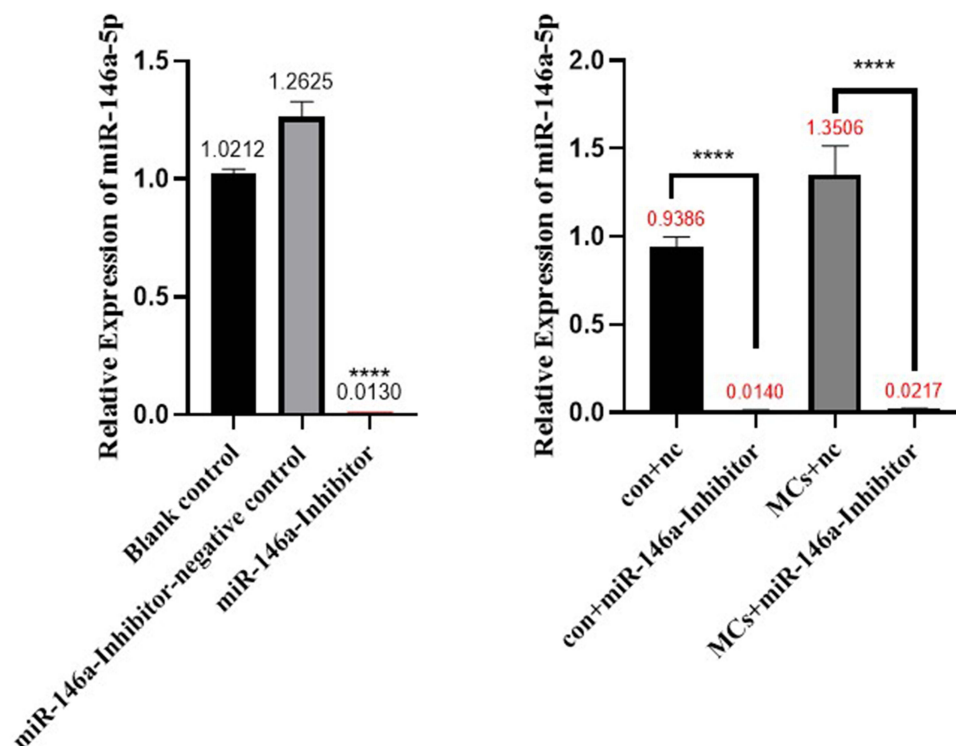 Relative Expression of miR-146a-5p
1.5
1.0
0.5
0.0
1.0212
1.2625
****
0.0130
Blank control
miR-146a-Inhibitor-negative control
miR-146a-Inhibitor
Relative Expression of miR-146a-5p
2.0
1.5
1.0
0.5
0.0
****
****
0.9386
0.0140
1.3506
0.0217
con+nc
con+miR-146a-Inhibitor
MCs+nc
MCs+miR-146a-Inhibitor